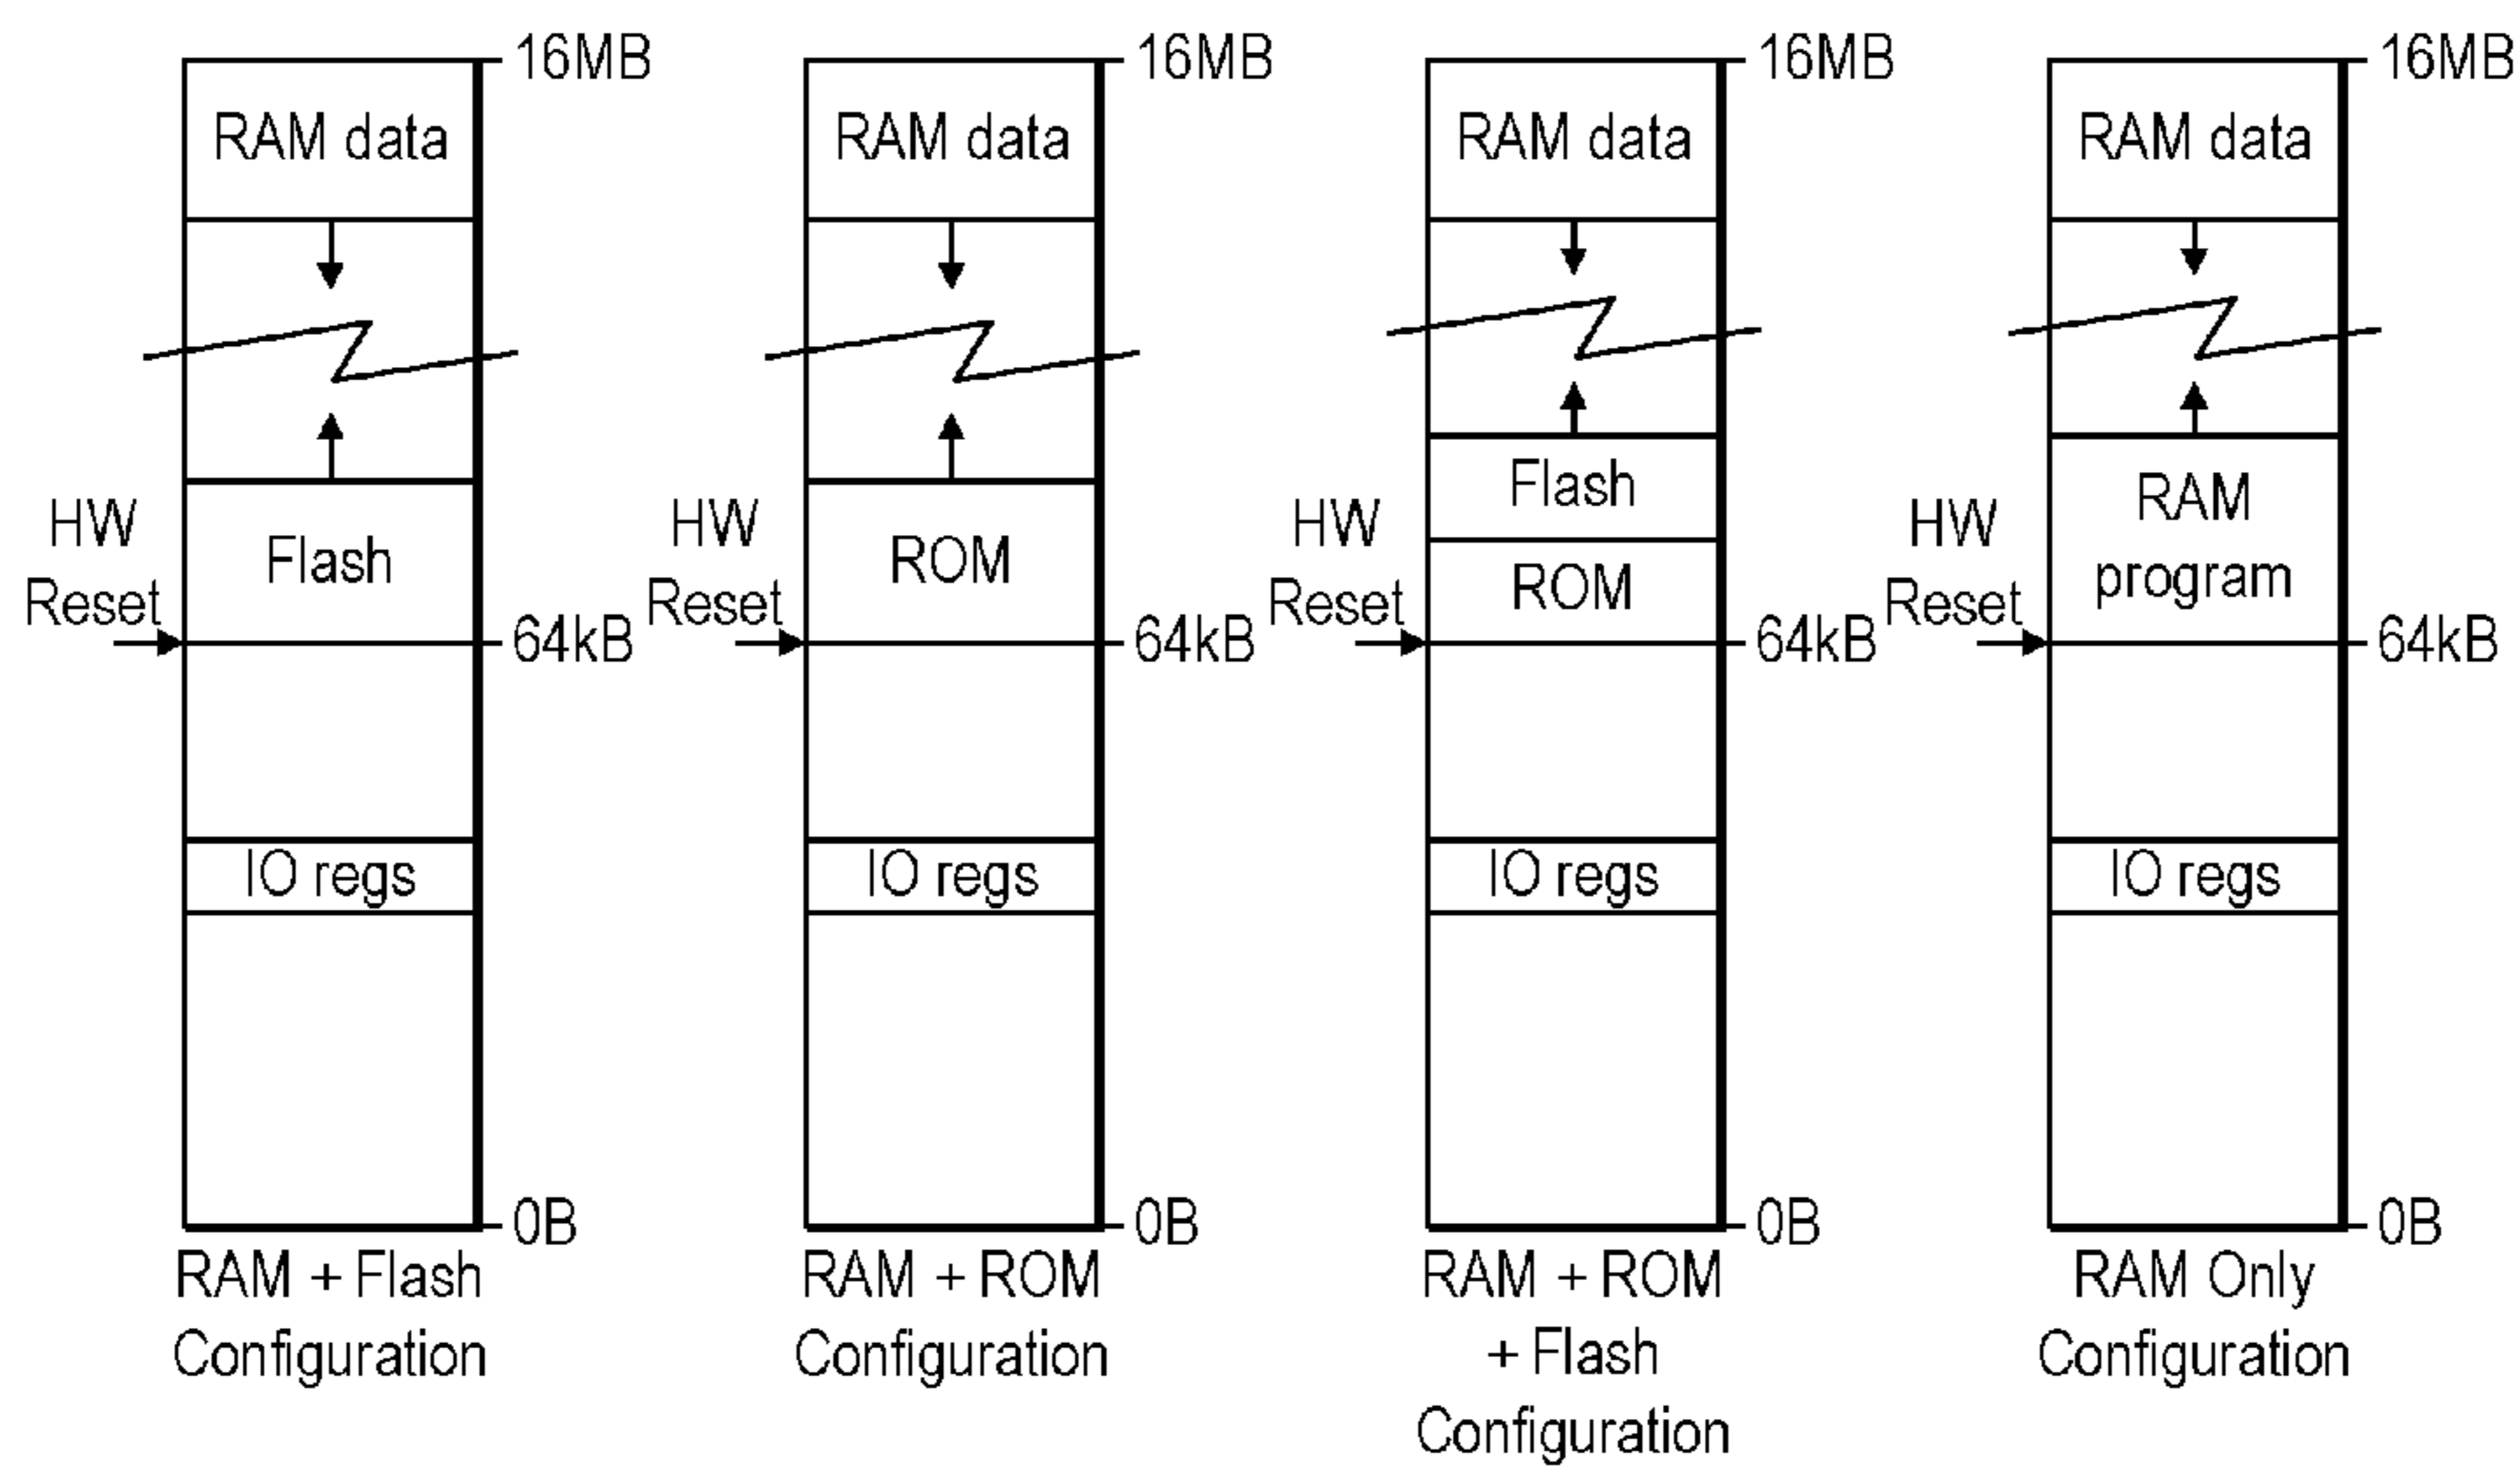 16MB
RAM data
HW
Reset
Flash
64kB
IO regs
0B
RAM + Flash
Configuration
16MB
RAM data
HW
Reset
ROM
64kB
IO regs
0B
RAM + ROM
Configuration
16MB
RAM data
Flash
HW
Reset
ROM
64kB
IO regs
0B
RAM + ROM
+ Flash
Configuration
16MB
RAM data
HW
Reset
RAM
program
64kB
IO regs
0B
RAM Only
Configuration